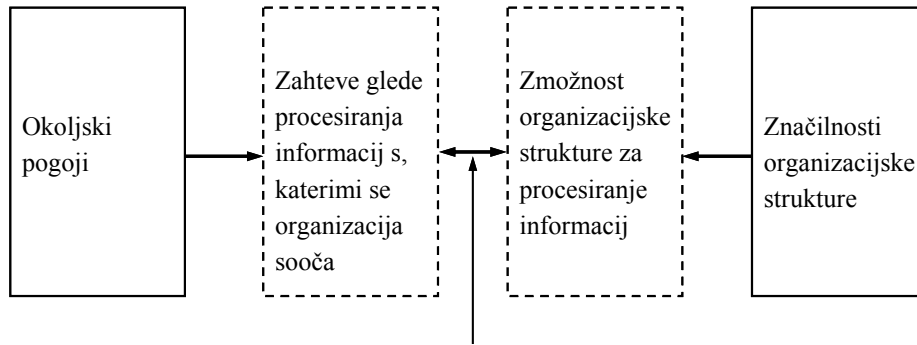 Okoljski
pogoji
Zahteve glede
procesiranja
informacij s,
katerimi se
organizacija
sooča
Zmožnost
organizacijske
strukture za
procesiranje
informacij
Značilnosti
organizacijske
strukture